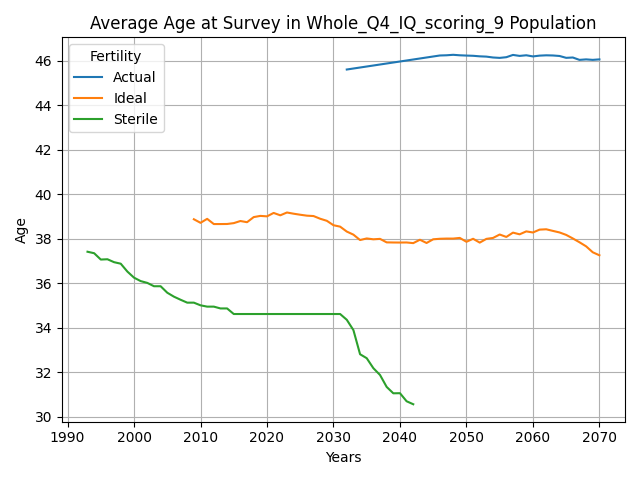 Average Age at Survey in Whole_Q4_IQ_scoring_9 Population
Fertility
Actual
Ideal
Sterile
46
44
42
40
38
36
34
32
30
Age
1990 2000 2010 2020 2030 2040 2050 2060 2070
Years